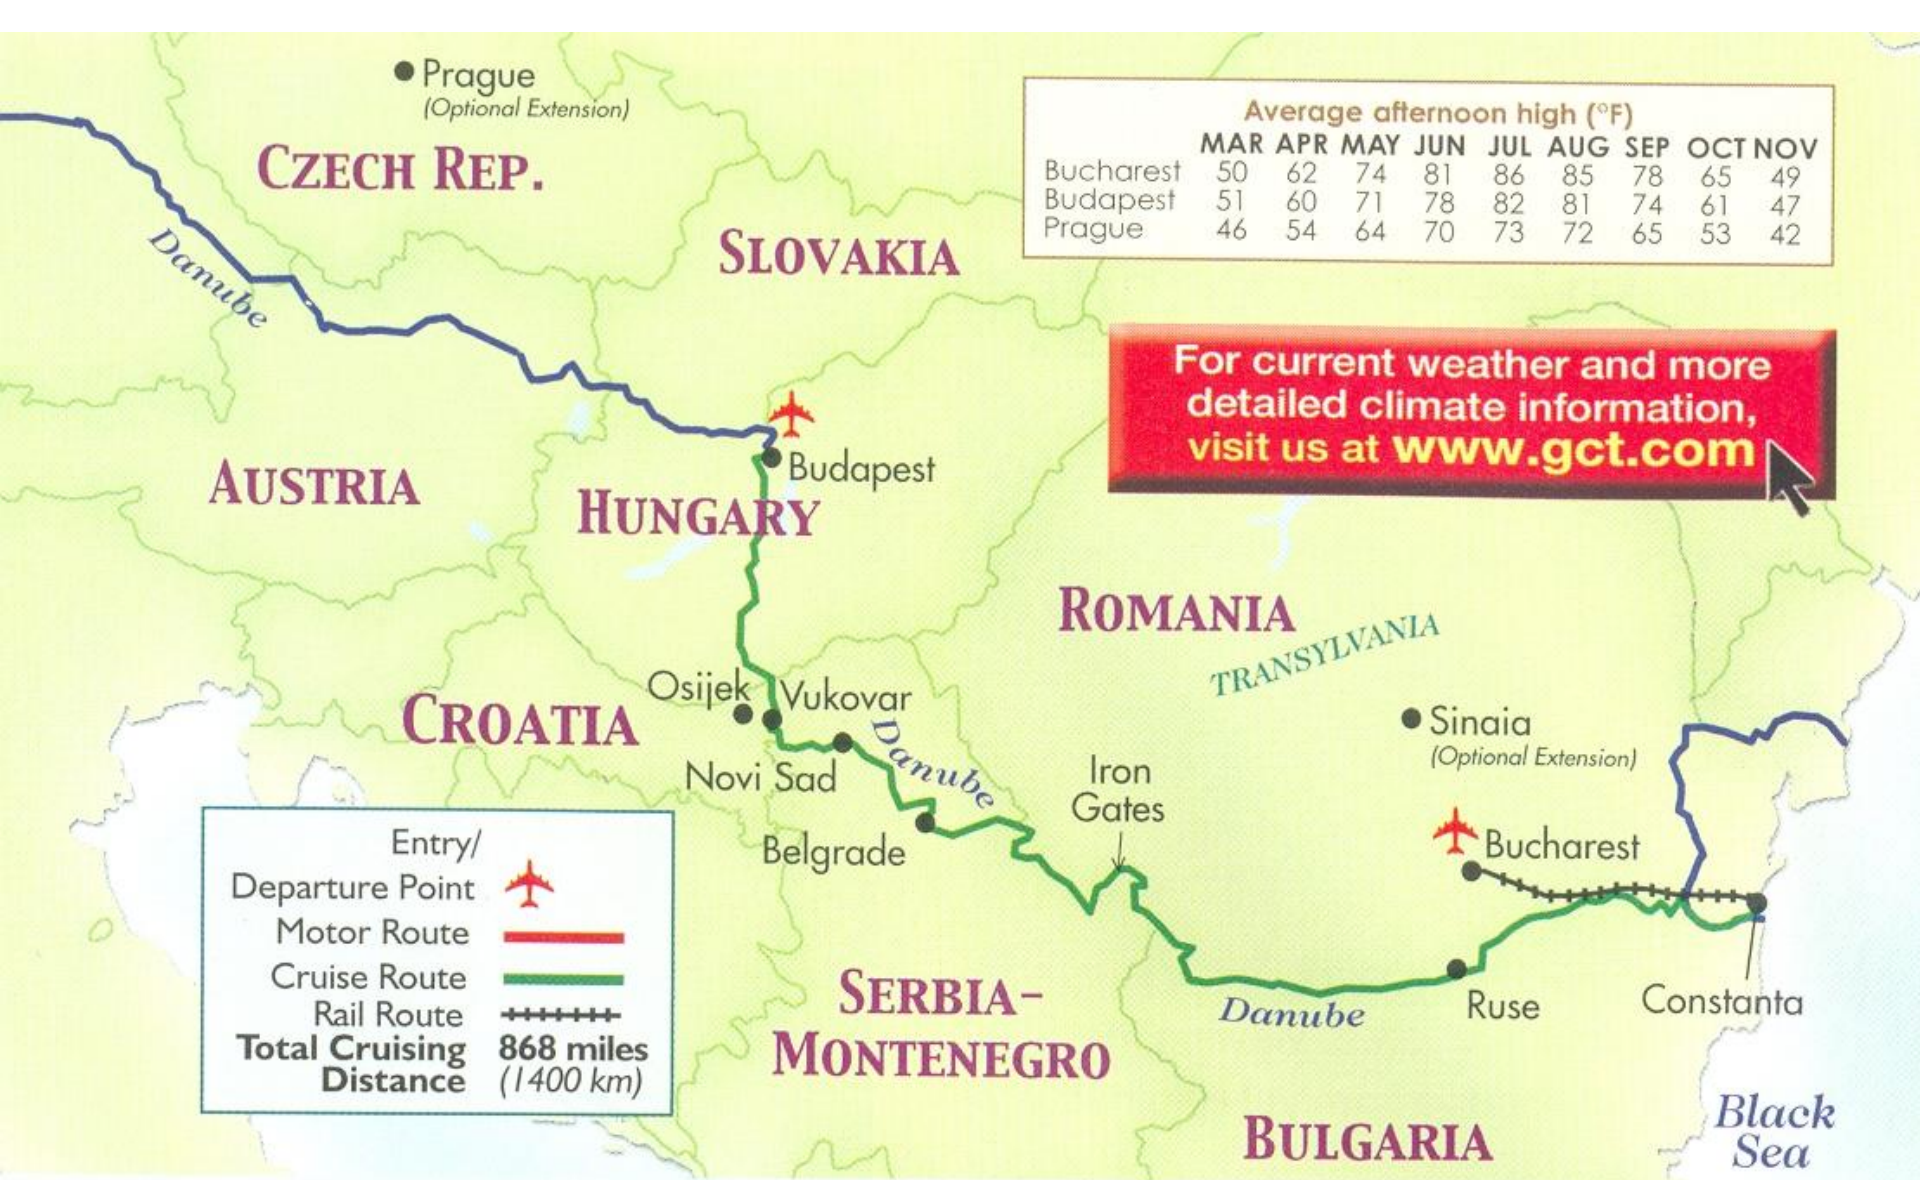 Prague
(Optional Extension)
CZECH REP.
Average afternoon high (°F)
MAR APR MAY JUN JUL AUG SEP OCT NOV
Bucharest 50 62 74 81 86 85 78 65 49
Budapest 51 60 71 78 82 81 74 61 47
Prague 46 54 64 70 73 72 65 53 42
Danube
SLOVAKIA
For current weather and more
detailed climate information,
visit us at www.gct.com
AUSTRIA
Budapest
HUNGARY
ROMANIA
TRANSYLVANIA
Osijek
Vukovar
CROATIA
Danube
Sinaia
(Optional Extension)
Novi Sad
Iron
Gates
Belgrade
Bucharest
Entry/
Departure Point
Motor Route
Cruise Route
Rail Route
Total Cruising 868 miles
Distance (1400 km)
SERBIA-
MONTENEGRO
Danube
Ruse
Constanta
BULGARIA
Black
Sea